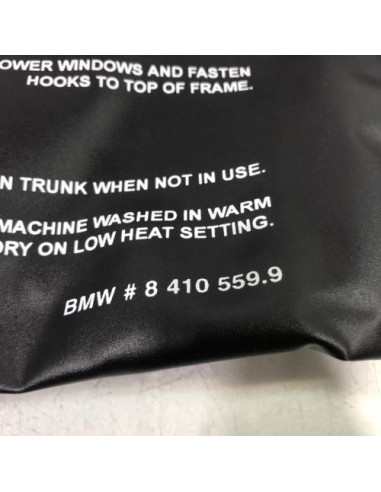 OWER WINDOWS AND FASTEN
HOOKS TO TOP OF FRAME.
N TRUNK WHEN NOT IN USE.
MACHINE WASHED IN WARM
DRY ON LOW HEAT SETTING.
BMW # 8 410 559.9